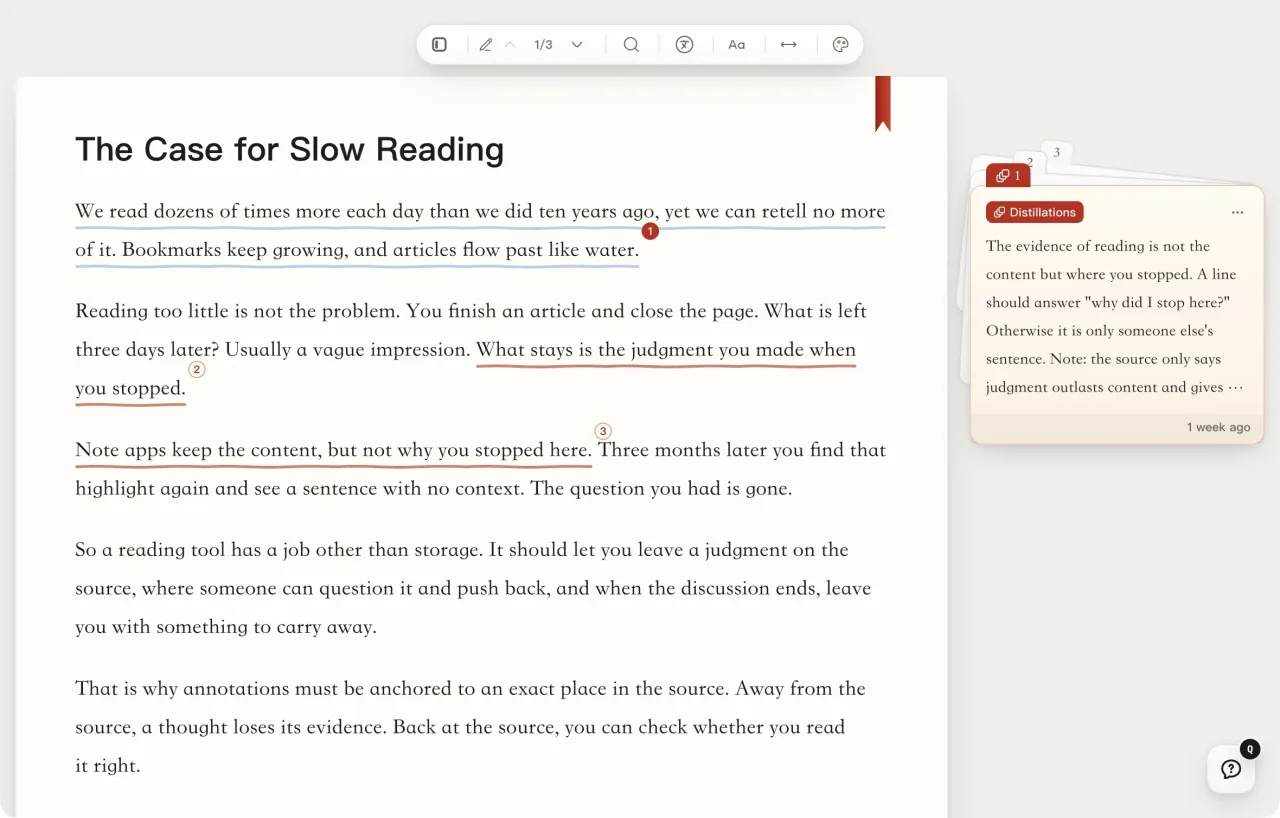 1/3
Aa
The Case for Slow Reading
We read dozens of times more each day than we did ten years ago, yet we can retell no more
1
of it. Bookmarks keep growing, and articles flow past like water.
Reading too little is not the problem. You finish an article and close the page. What is left
three days later? Usually a vague impression. What stays is the judgment you made when
2
you stopped.
3
Note apps keep the content, but not why you stopped here. Three months later you find that
highlight again and see a sentence with no context. The question you had is gone.
So a reading tool has a job other than storage. It should let you leave a judgment on the
source, where someone can question it and push back, and when the discussion ends, leave
you with something to carry away.
That is why annotations must be anchored to an exact place in the source. Away from the
source, a thought loses its evidence. Back at the source, you can check whether you read
it right.
3
2
1
Distillations
The evidence of reading is not the
content but where you stopped. A line
should answer "why did I stop here?"
Otherwise it is only someone else's
sentence. Note: the source only says
judgment outlasts content and gives ···
1 week ago
Q